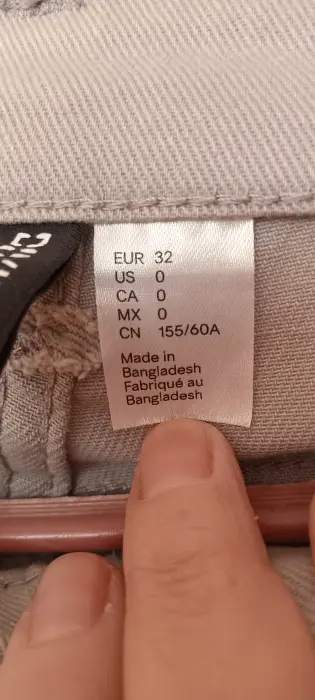 EUR 32
US 0
CA 0
MX 0
CN 155/60A
Made in
Bangladesh
Fabriqué au
Bangladesh